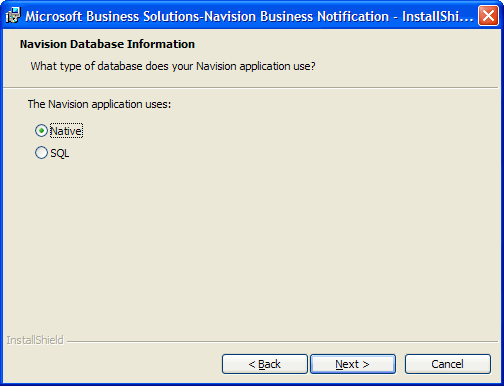 Microsoft Business Solutions-Navision Business Notification - InstallShi...
Navision Database Information
What type of database does your Navision application use?
The Navision application uses:
Native
SQL
InstallShield
< Back
Next >
Cancel